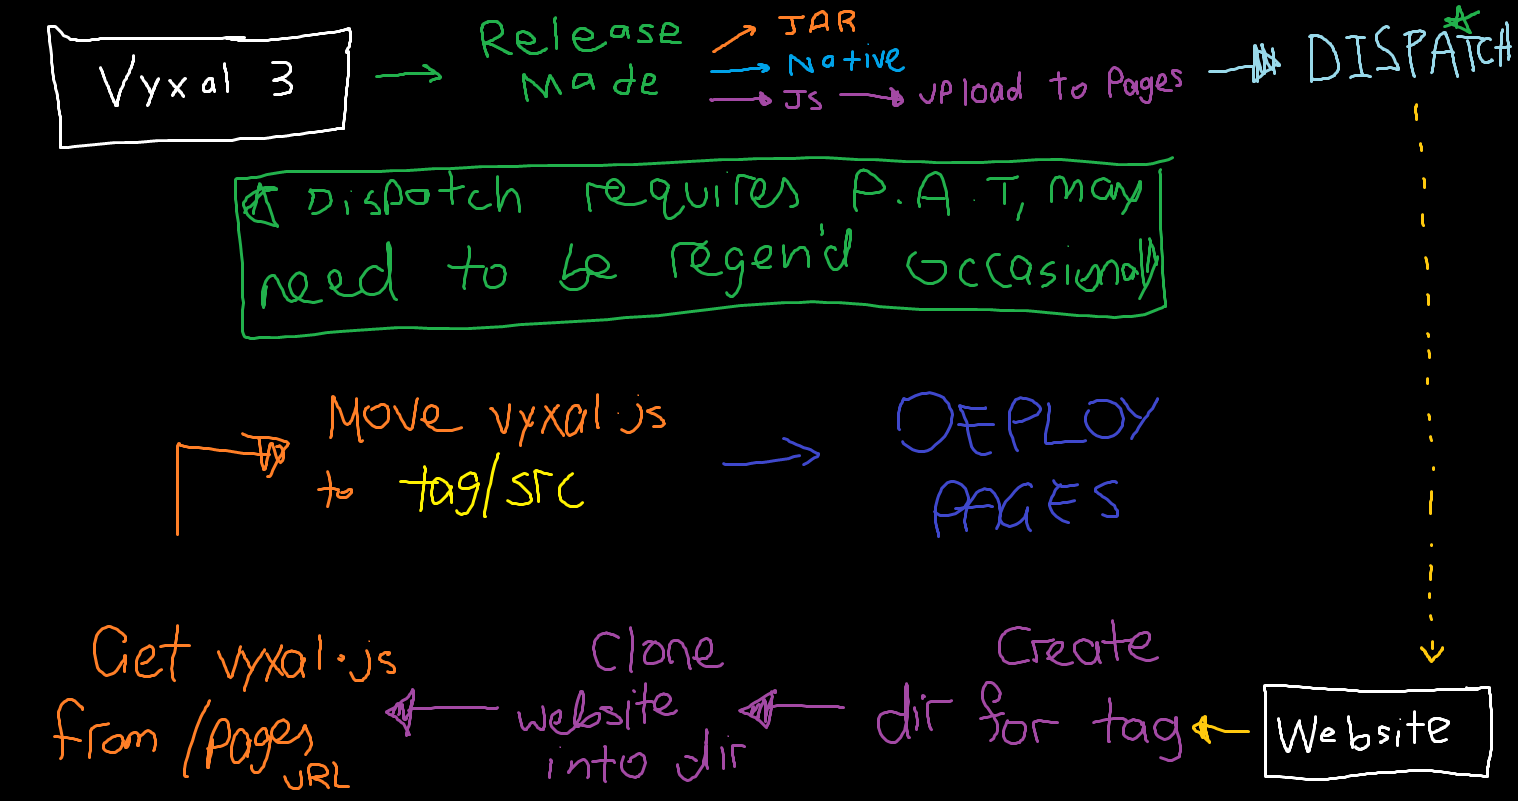 Vyxal 3
Release
Made
JAR
Native
JS
upload to Pages
DISPATCH
Dispatch requires P.A.T, may
need to be regen'd occasionally
Move vyxal.js
to tag/src
DEPLOY
PAGES
Get vyxal.js
from /pages
URL
Clone
website
into dir
Create
dir for tag
Website